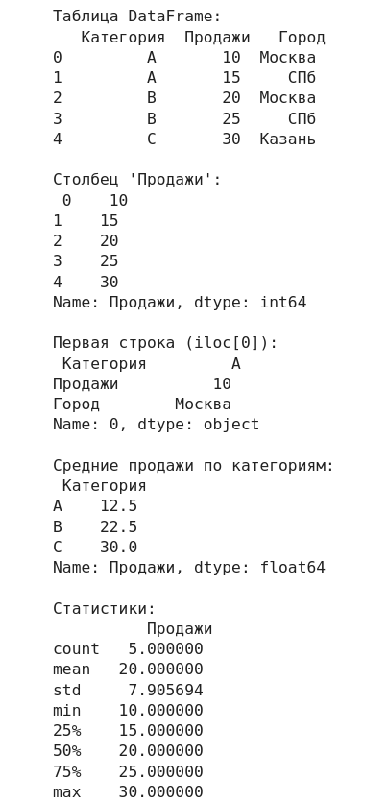 Таблица DataFrame:
   Категория  Продажи   Город
0         A       10  Москва
1         A       15     СПб
2         B       20  Москва
3         B       25     СПб
4         C       30  Казань

Столбец 'Продажи':
 0    10
1    15
2    20
3    25
4    30
Name: Продажи, dtype: int64

Первая строка (iloc[0]):
 Категория         A
Продажи          10
Город        Москва
Name: 0, dtype: object

Средние продажи по категориям:
 Категория
A    12.5
B    22.5
C    30.0
Name: Продажи, dtype: float64

Статистики:
          Продажи
count   5.000000
mean   20.000000
std     7.905694
min    10.000000
25%    15.000000
50%    20.000000
75%    25.000000
max    30.000000